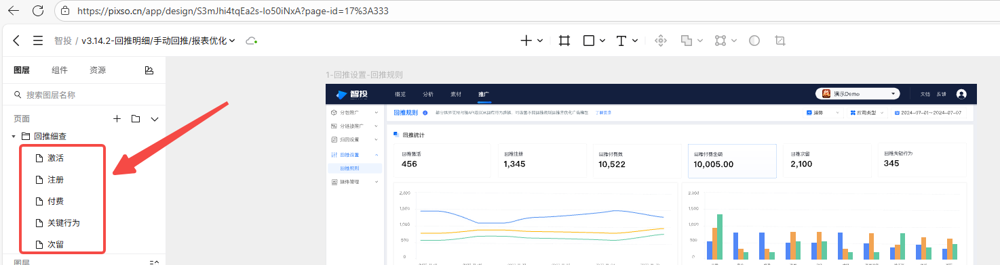 https://pixso.cn/app/design/S3mJhi4tqEa2s-Io50iNxA?page-id=17%3A333
智投 / v3.14.2-回推明细/手动回推/报表优化
图层 组件 资源
搜索图层名称
页面
回推细查
激活
注册
付费
关键行为
次留
图层
1-回推设置-回推规则
智投 概览 分析 素材 推广 演示Demo 文档 反馈
分包推广
分链接推广
归因设置
回推设置
回推规则
媒体管理
回推规则 了解更多 媒体 应用类型 2024-07-01~2024-07-07
回推统计
回推激活 回推注册 回推付费数 回推付费金额 回推次留 回推关键行为
456 1,345 10,522 10,005.00 2,100 345
2,000 2,000
1,500 1,500
1,000 1,000
500 500
0 0